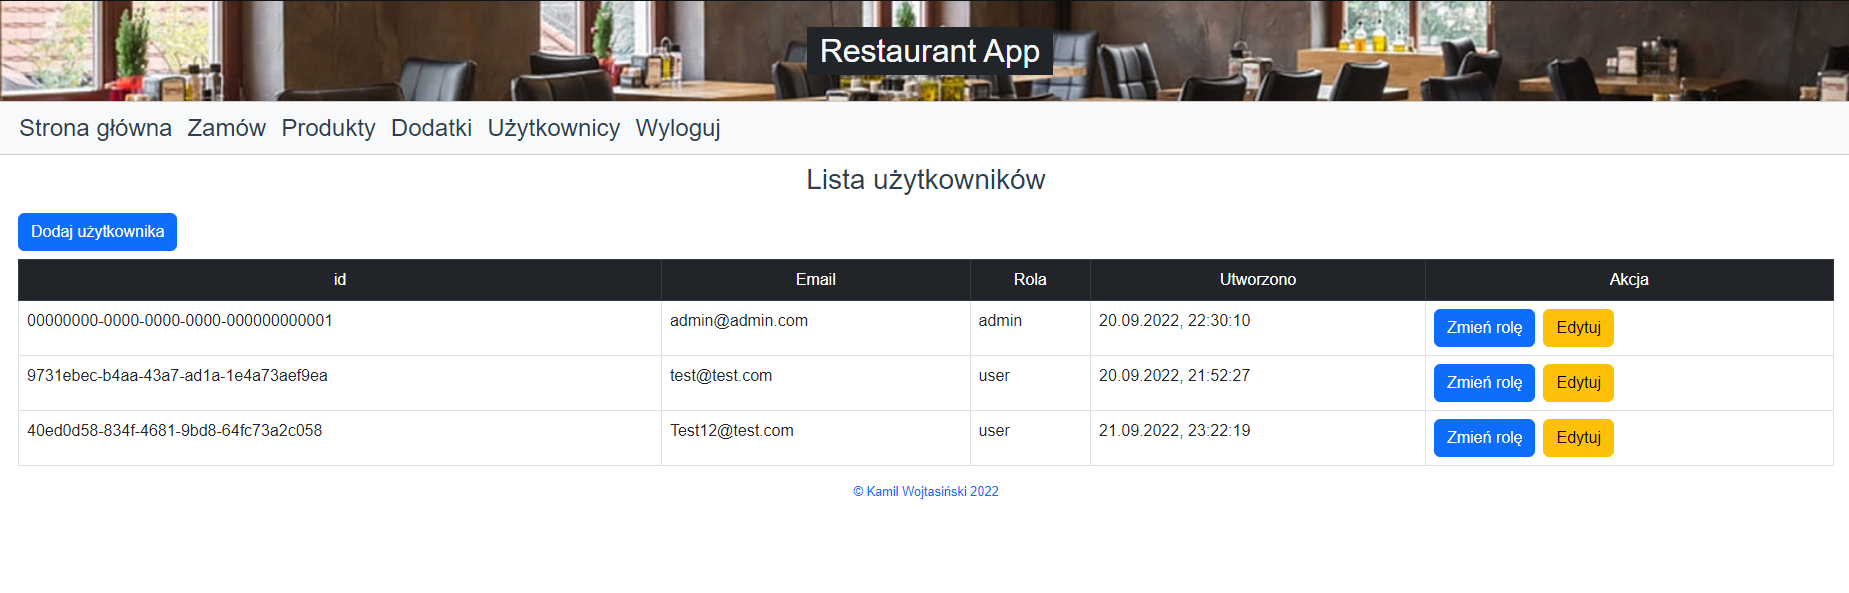 Restaurant App
Strona główna Zamów Produkty Dodatki Użytkownicy Wyloguj
Lista użytkowników
Dodaj użytkownika
id Email Rola Utworzono Akcja
00000000-0000-0000-0000-000000000001 admin@admin.com admin 20.09.2022, 22:30:10 Zmień rolę Edytuj
9731ebec-b4aa-43a7-ad1a-1e4a73aef9ea test@test.com user 20.09.2022, 21:52:27 Zmień rolę Edytuj
40ed0d58-834f-4681-9bd8-64fc73a2c058 Test12@test.com user 21.09.2022, 23:22:19 Zmień rolę Edytuj
© Kamil Wojtasiński 2022